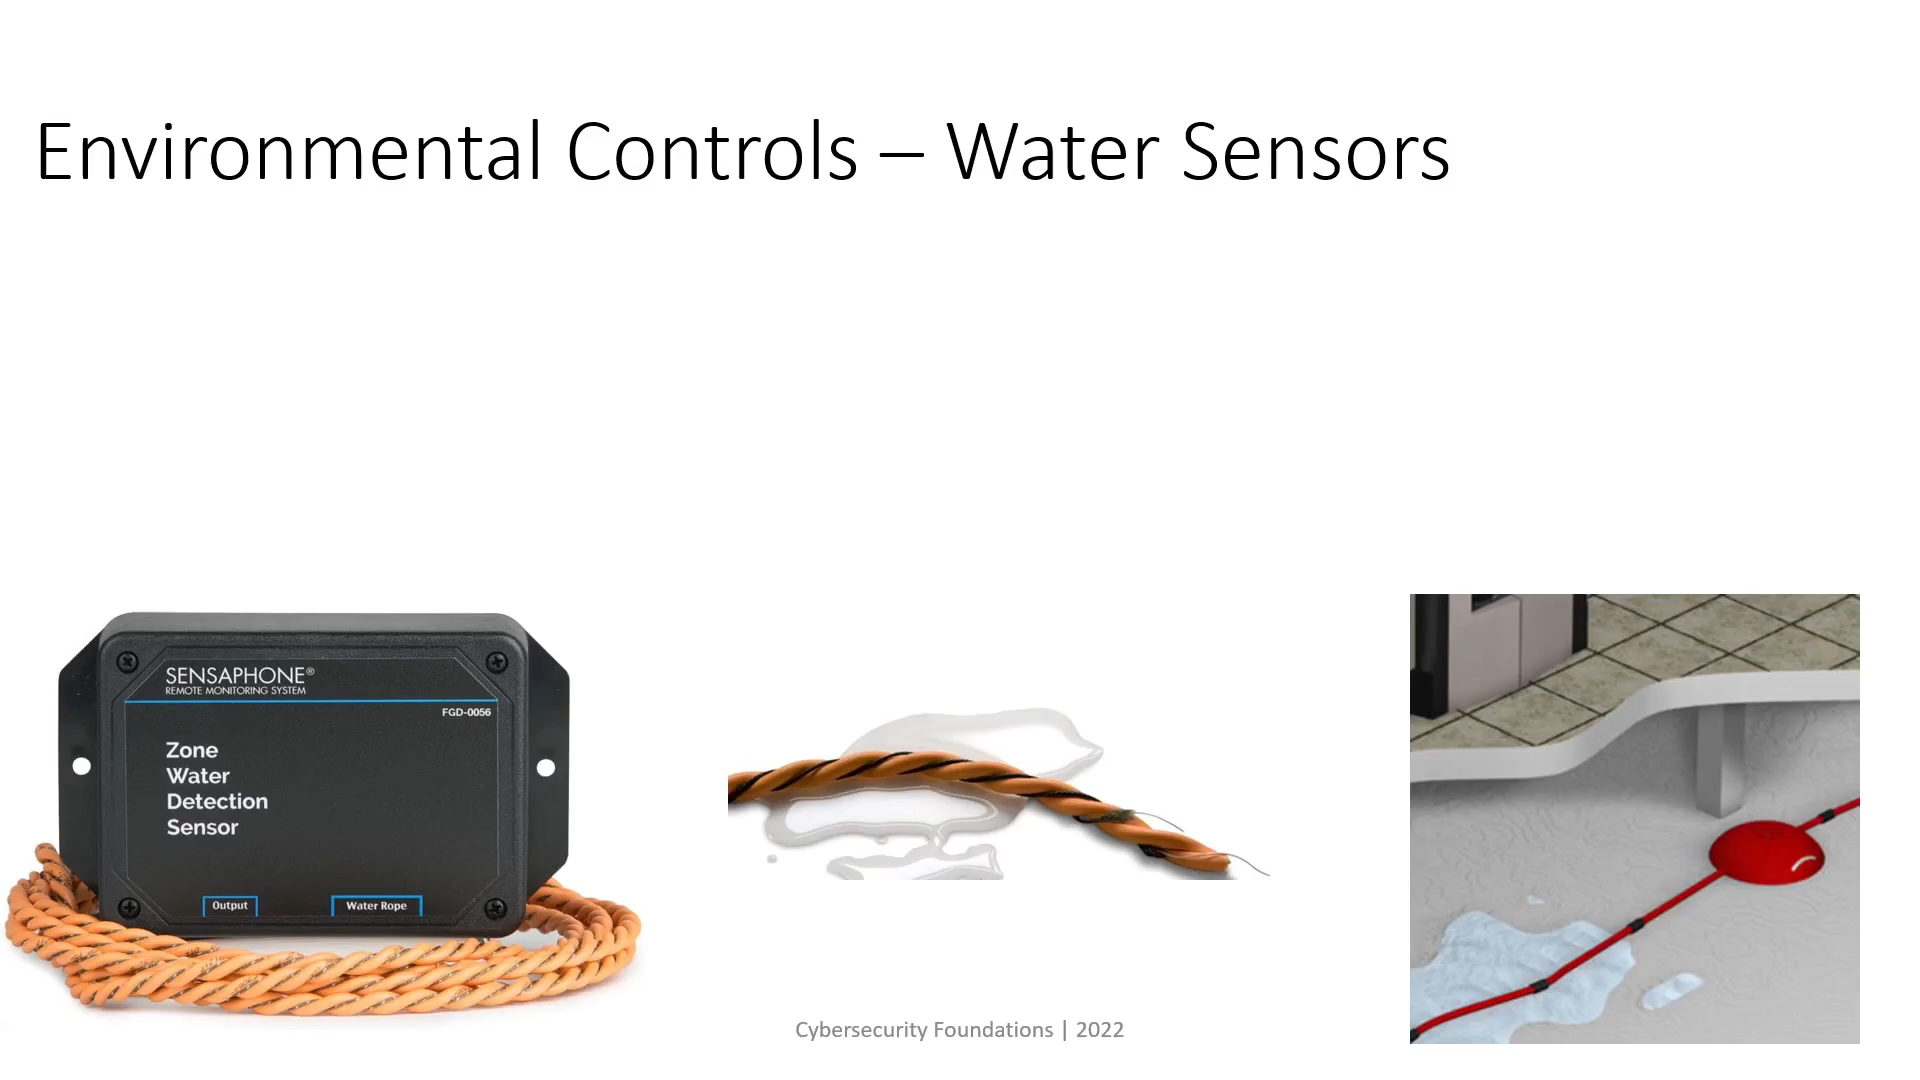 Environmental Controls – Water Sensors
SENSAPHONE®
REMOTE MONITORING SYSTEM
FGD-0056
Zone
Water
Detection
Sensor
Output
Water Rope
Cybersecurity Foundations | 2022